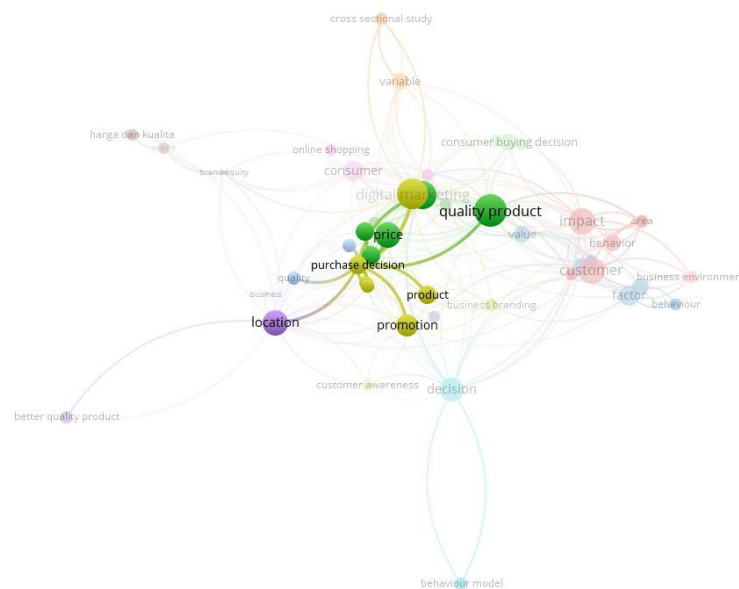 cross sectional study
variable
harga dan kualita
online shopping
consumer buying decision
consumer
brandequity
digital marketing
quality product
impact
area
price
value
behavior
purchase decision
customer
quality
business environmen
business
product
factor
business branding
behaviour
location
promotion
customer awareness
decision
better quality product
behaviour model